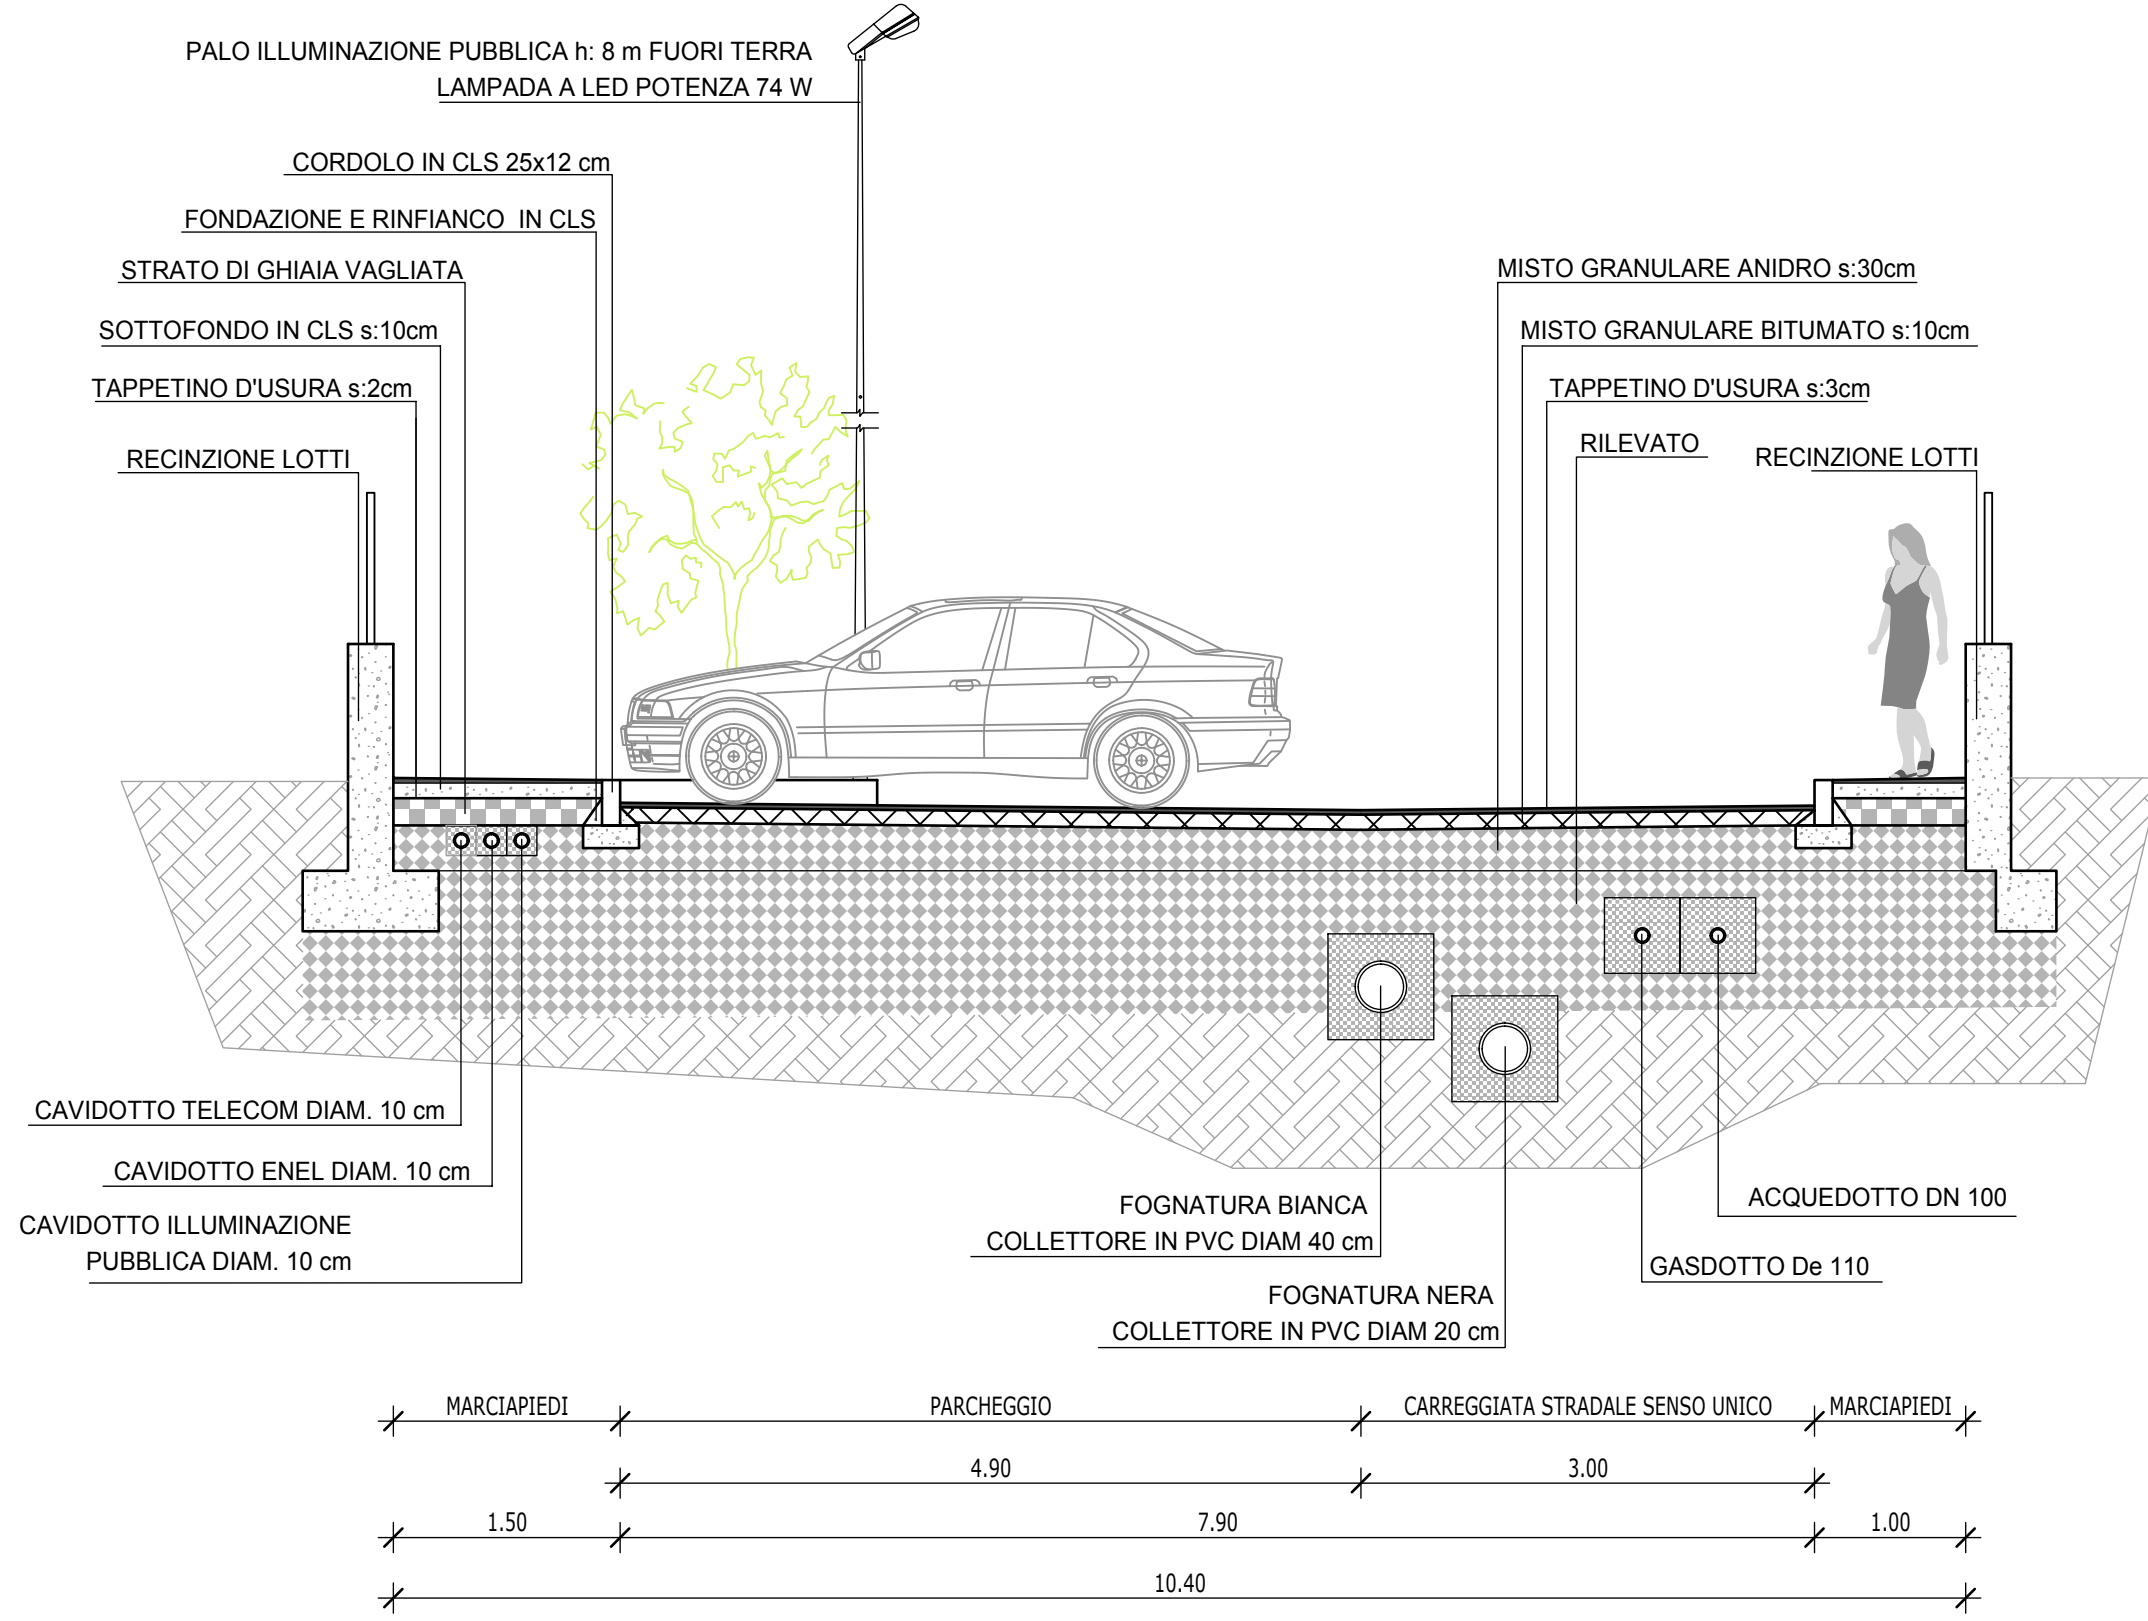 PALO ILLUMINAZIONE PUBBLICA h: 8 m FUORI TERRA
LAMPADA A LED POTENZA 74 W
CORDOLO IN CLS 25x12 cm
FONDAZIONE E RINFIANCO IN CLS
STRATO DI GHIAIA VAGLIATA
SOTTOFONDO IN CLS s:10cm
TAPPETINO D'USURA s:2cm
RECINZIONE LOTTI
MISTO GRANULARE ANIDRO s:30cm
MISTO GRANULARE BITUMATO s:10cm
TAPPETINO D'USURA s:3cm
RILEVATO
RECINZIONE LOTTI
CAVIDOTTO TELECOM DIAM. 10 cm
CAVIDOTTO ENEL DIAM. 10 cm
CAVIDOTTO ILLUMINAZIONE
PUBBLICA DIAM. 10 cm
FOGNATURA BIANCA
COLLETTORE IN PVC DIAM 40 cm
FOGNATURA NERA
COLLETTORE IN PVC DIAM 20 cm
ACQUEDOTTO DN 100
GASDOTTO De 110
MARCIAPIEDI PARCHEGGIO CARREGGIATA STRADALE SENSO UNICO MARCIAPIEDI
4.90 3.00
1.50 7.90 1.00
10.40